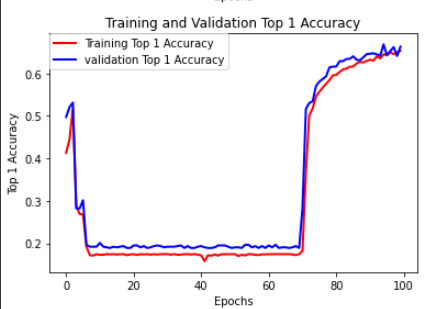 Epochs
Training and Validation Top 1 Accuracy
Training Top 1 Accuracy
validation Top 1 Accuracy
Top 1 Accuracy
0.6
0.5
0.4
0.3
0.2
0 20 40 60 80 100
Epochs